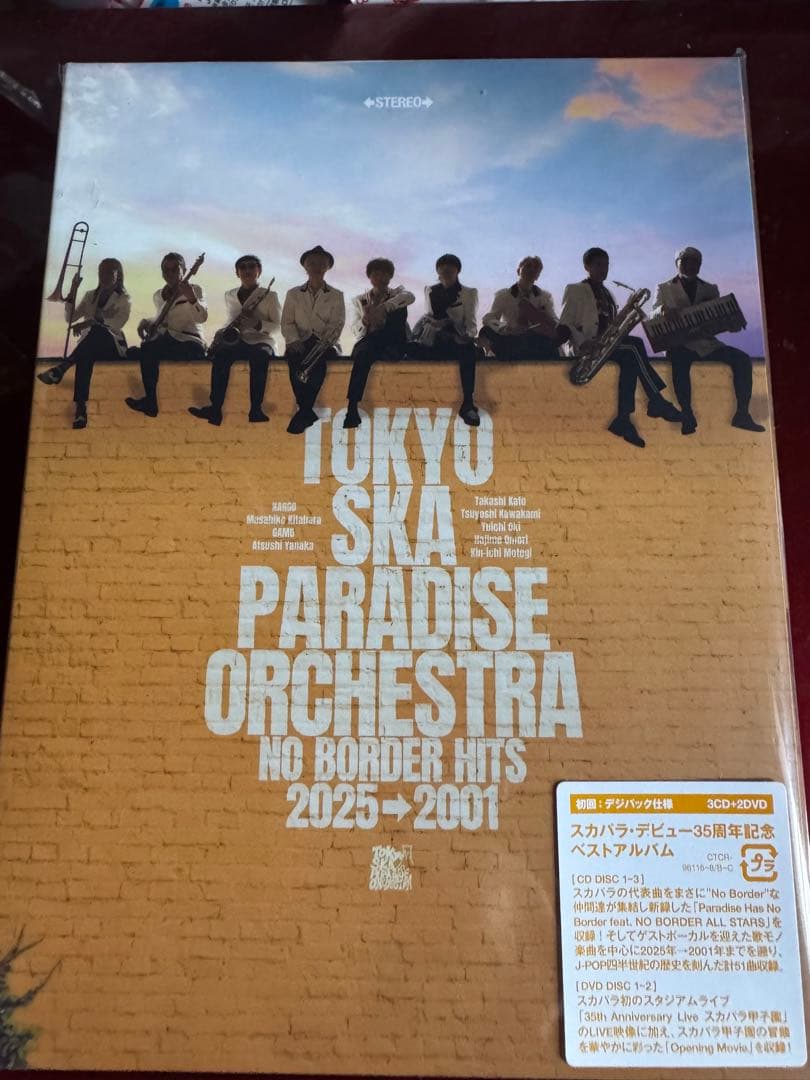 ←STEREO→
TOKYO
SKA
PARADISE
ORCHESTRA
NARGO
Masahiko Kitahara
GAMO
Atsushi Yanaka
Takashi Kato
Tsuyoshi Kawakami
Yuichi Oki
Hajime Omori
Kin-ichi Motegi
NO BORDER HITS
2025→2001
初回:デジパック仕様 3CD+2DVD
スカパラ・デビュー35周年記念
ベストアルバム
CTCR-
96116~8/B~C
プラ
[CD DISC 1~3]
スカパラの代表曲をまさに"No Border"な
仲間達が集結し新録した「Paradise Has No
Border feat. NO BORDER ALL STARS」を
収録!そしてゲストボーカルを迎えた歌モノ
楽曲を中心に2025年→2001年までを遡り、
J-POP四半世紀の歴史を刻んだ計51曲収録。
[DVD DISC 1~2]
スカパラ初のスタジアムライブ
「35th Anniversary Live スカパラ甲子園」
のLIVE映像に加え、スカパラ甲子園の冒険
を華やかに彩った「Opening Movie」を収録!